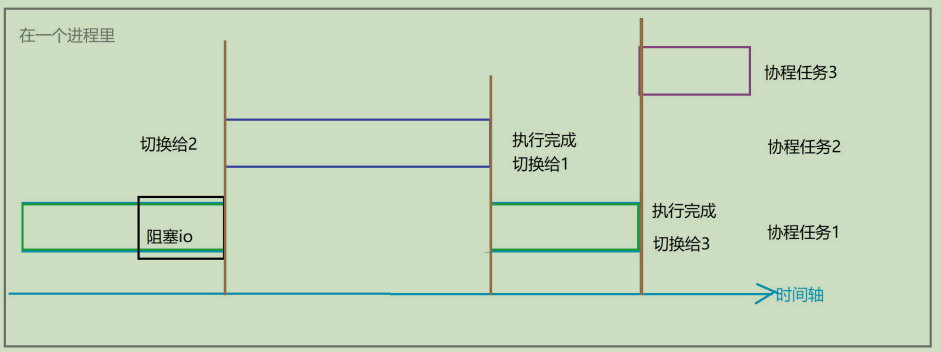 在一个进程里
协程任务3
切换给2
执行完成
切换给1
协程任务2
阻塞io
执行完成
切换给3
协程任务1
时间轴